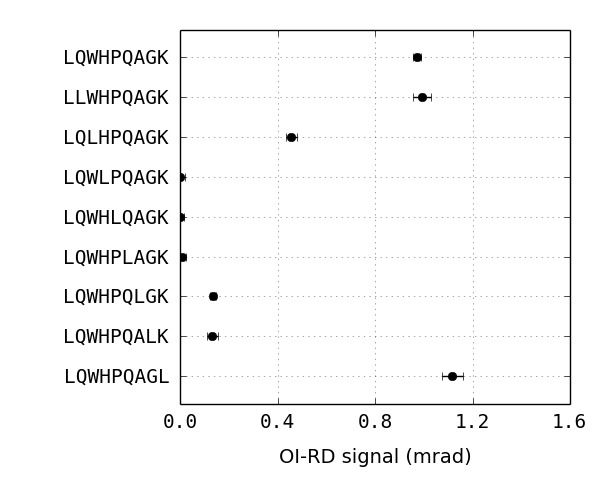 LQWHPQAGK
LLWHPQAGK
LQLHPQAGK
LQWLPQAGK
LQWHLQAGK
LQWHPLAGK
LQWHPQLGK
LQWHPQALK
LQWHPQAGL
0.0 0.4 0.8 1.2 1.6
OI-RD signal (mrad)